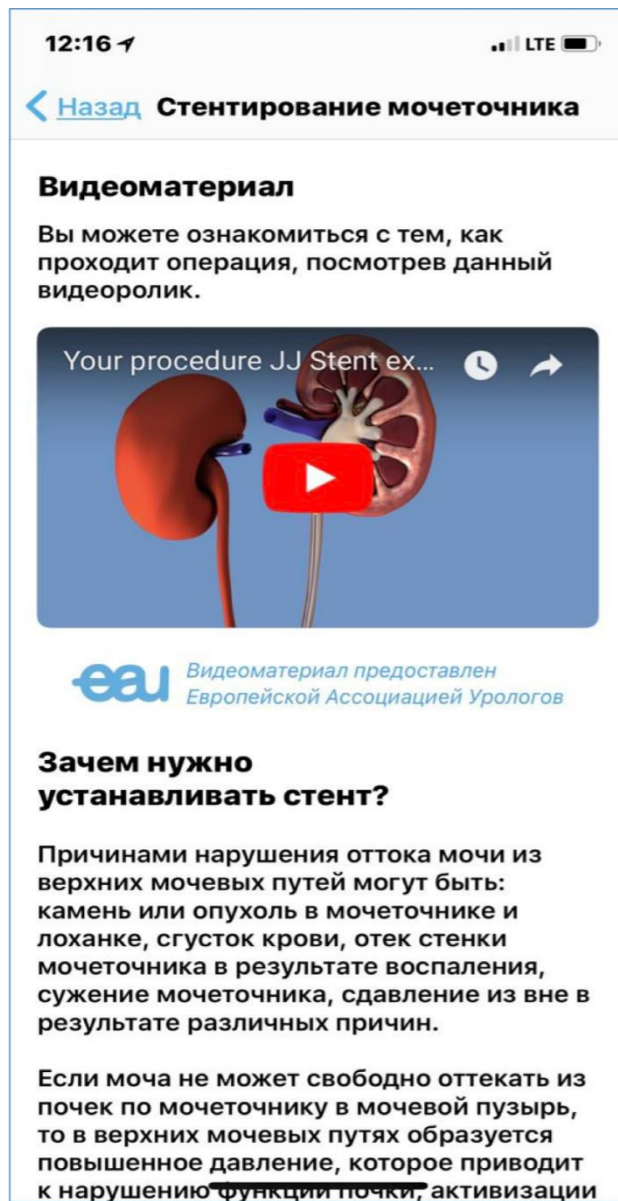 12:16
LTE
Назад Стентирование мочеточника
Видеоматериал
Вы можете ознакомиться с тем, как
проходит операция, посмотрев данный
видеоролик.
Your procedure JJ Stent ex...
eau
Видеоматериал предоставлен
Европейской Ассоциацией Урологов
Зачем нужно
устанавливать стент?
Причинами нарушения оттока мочи из
верхних мочевых путей могут быть:
камень или опухоль в мочеточнике и
лоханке, сгусток крови, отек стенки
мочеточника в результате воспаления,
сужение мочеточника, сдавление из вне в
результате различных причин.
Если моча не может свободно оттекать из
почек по мочеточнику в мочевой пузырь,
то в верхних мочевых путях образуется
повышенное давление, которое приводит
к нарушению функции почки, активизации